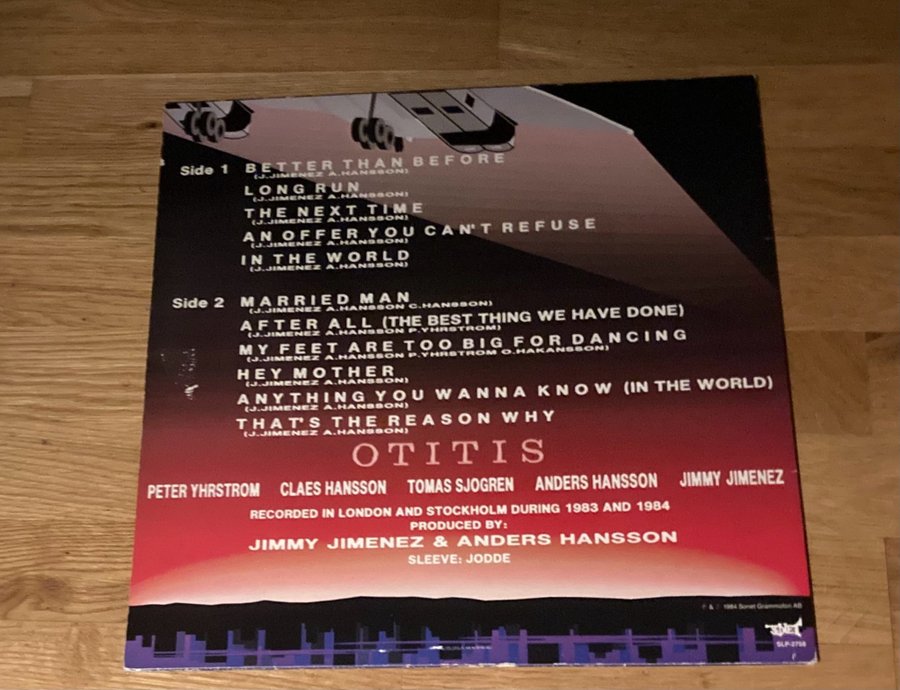 Side 1 BETTER THAN BEFORE
(J.JIMENEZ A.HANSSON)
LONG RUN
(J.JIMENEZ A.HANSSON)
THE NEXT TIME
(J.JIMENEZ A.HANSSON)
AN OFFER YOU CAN'T REFUSE
(J.JIMENEZ A.HANSSON)
IN THE WORLD
(J.JIMENEZ A.HANSSON)
Side 2 MARRIED MAN
(J.JIMENEZ A.HANSSON C.HANSSON)
AFTER ALL (THE BEST THING WE HAVE DONE)
(J.JIMENEZ A.HANSSON P.YHRSTROM)
MY FEET ARE TOO BIG FOR DANCING
(J.JIMENEZ A.HANSSON P.YHRSTROM O.HAKANSSON)
HEY MOTHER
(J.JIMENEZ A.HANSSON)
ANYTHING YOU WANNA KNOW (IN THE WORLD)
(J.JIMENEZ A.HANSSON)
THAT'S THE REASON WHY
(J.JIMENEZ A.HANSSON)
OTITIS
PETER YHRSTROM CLAES HANSSON TOMAS SJOGREN ANDERS HANSSON JIMMY JIMENEZ
RECORDED IN LONDON AND STOCKHOLM DURING 1983 AND 1984
PRODUCED BY:
JIMMY JIMENEZ & ANDERS HANSSON
SLEEVE: JODDE
1984 Sonet Grammofon AB
SONET
SLP-2758